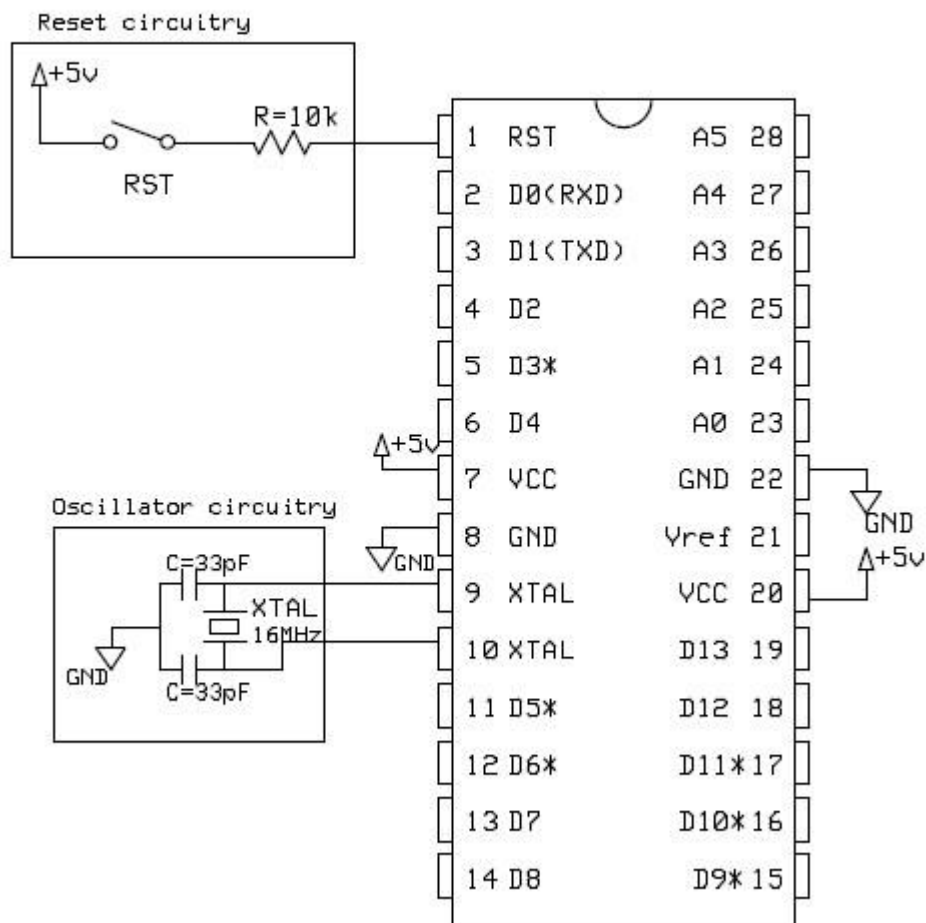 Reset circuitry
+5v
R=10k
RST
1 RST
A5 28
2 D0(RXD)
A4 27
3 D1(TXD)
A3 26
4 D2
A2 25
5 D3*
A1 24
6 D4
A0 23
+5v
7 VCC
GND 22
GND
Oscillator circuitry
8 GND
GND
Vref 21
+5v
C=33pF
9 XTAL
VCC 20
XTAL
16MHz
10 XTAL
D13 19
GND
C=33pF
11 D5*
D12 18
12 D6*
D11* 17
13 D7
D10* 16
14 D8
D9* 15